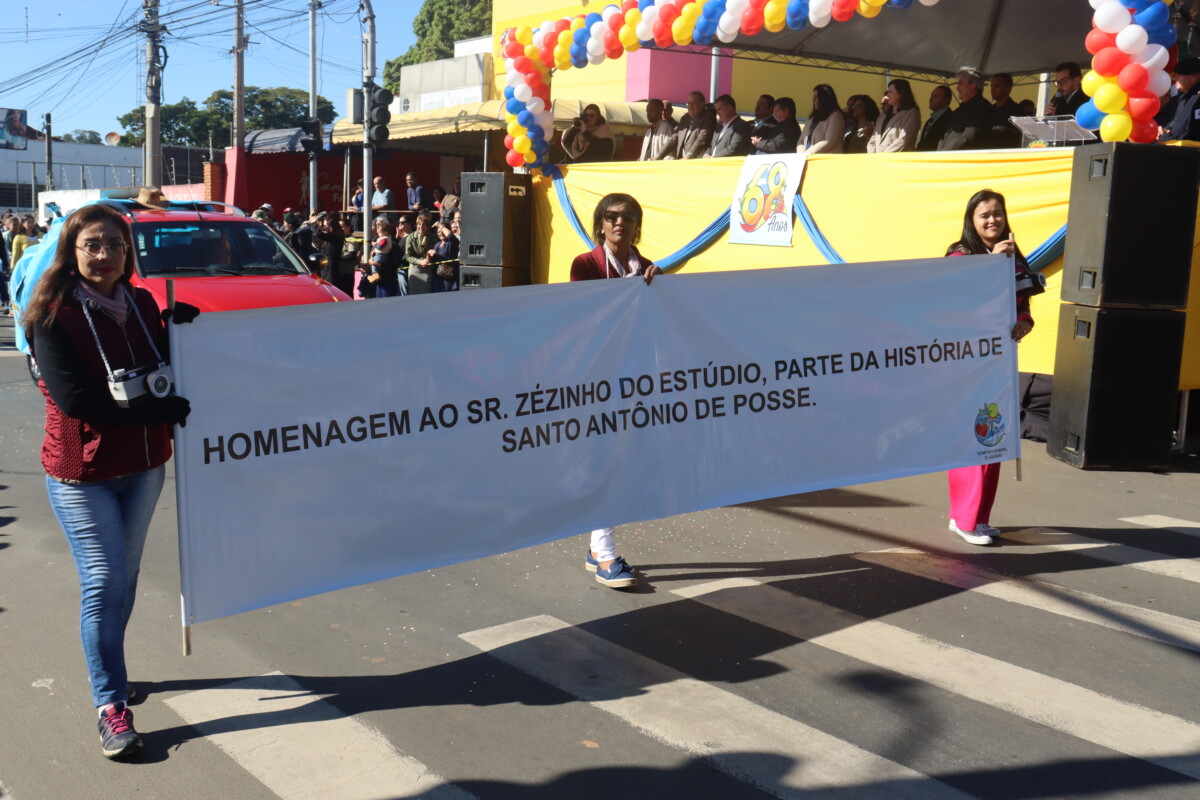 68
Anos
HOMENAGEM AO SR. ZÉZINHO DO ESTÚDIO, PARTE DA HISTÓRIA DE
SANTO ANTÔNIO DE POSSE.